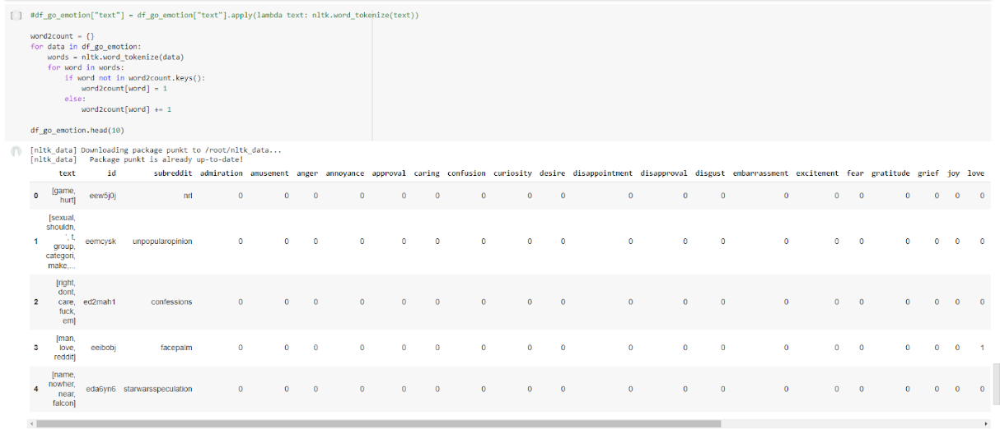 [ ] #df_go_emotion["text"] = df_go_emotion["text"].apply(lambda text: nltk.word_tokenize(text))
word2count = {}
for data in df_go_emotion:
words = nltk.word_tokenize(data)
for word in words:
if word not in word2count.keys():
word2count[word] = 1
else:
word2count[word] += 1
df_go_emotion.head(10)
[nltk_data] Downloading package punkt to /root/nltk_data...
[nltk_data] Package punkt is already up-to-date!
text id subreddit admiration amusement anger annoyance approval caring confusion curiosity desire disappointment disapproval disgust embarrassment excitement fear gratitude grief joy love
0 [game, hurt] eew5j0j nrl 0 0 0 0 0 0 0 0 0 0 0 0 0 0 0 0 0 0 0
1 [sexual, shouldn, ', t, group, categori, make,... eemcysk unpopularopinion 0 0 0 0 0 0 0 0 0 0 0 0 0 0 0 0 0 0 0
2 [right, dont, care, fuck, em] ed2mah1 confessions 0 0 0 0 0 0 0 0 0 0 0 0 0 0 0 0 0 0 0
3 [man, love, reddit] eeibobj facepalm 0 0 0 0 0 0 0 0 0 0 0 0 0 0 0 0 0 0 1
4 [name, nowher, near, falcon] eda6yn6 starwarsspeculation 0 0 0 0 0 0 0 0 0 0 0 0 0 0 0 0 0 0 0